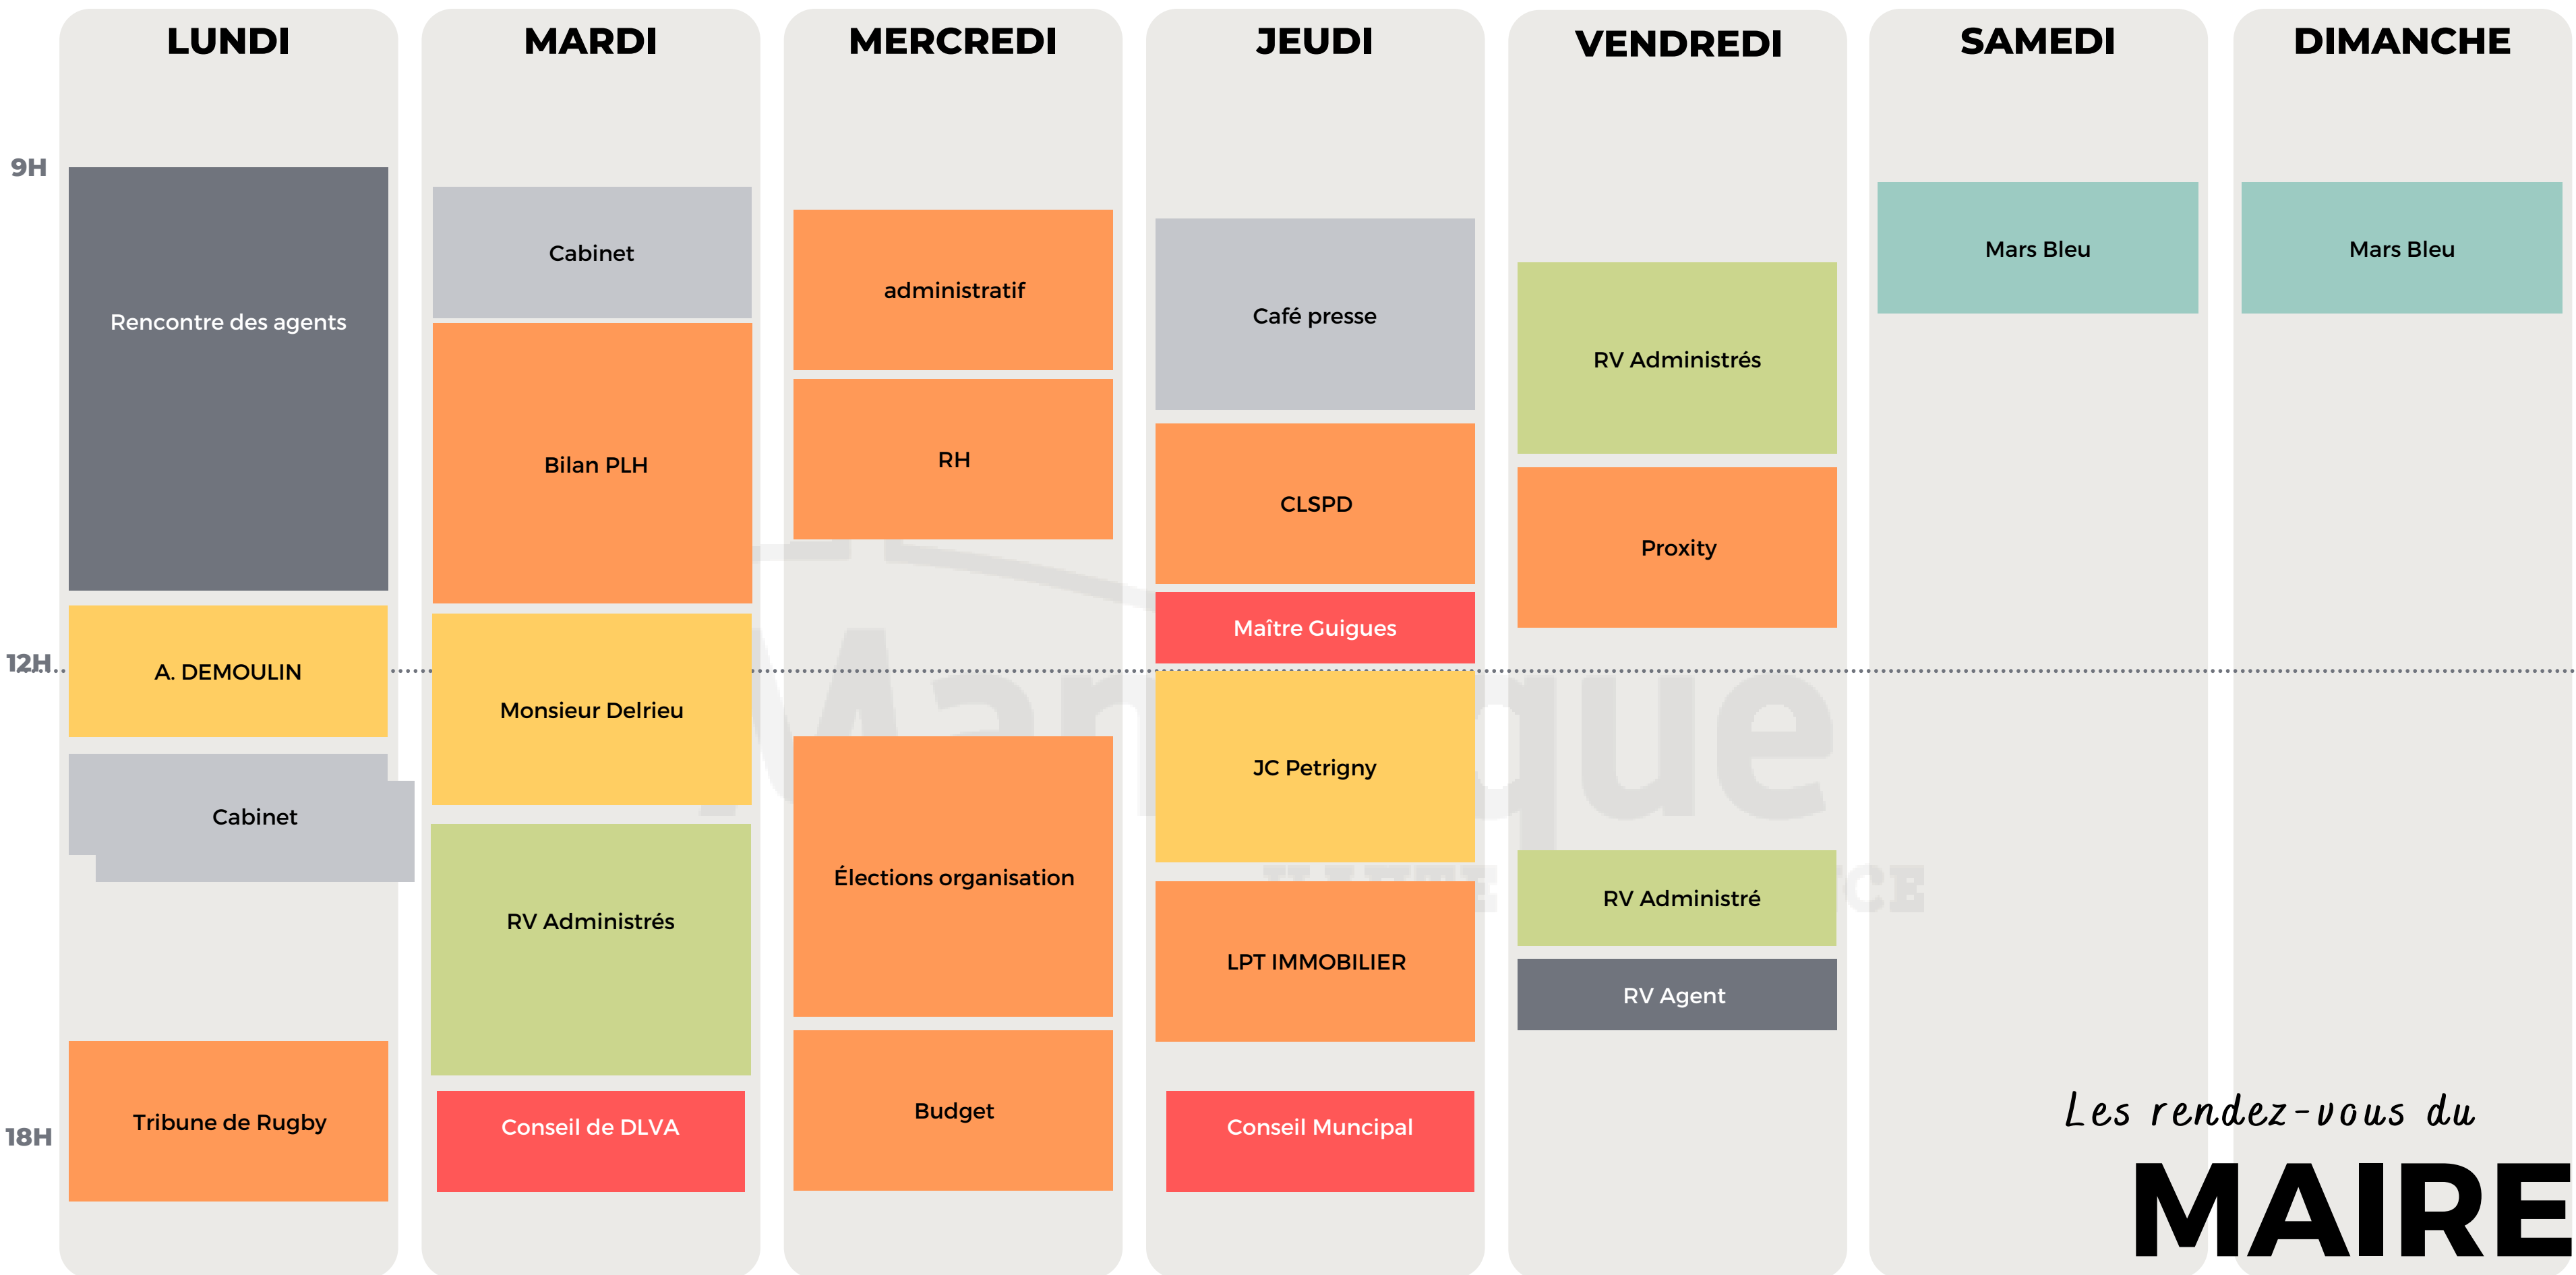 LUNDI
MARDI
MERCREDI
JEUDI
VENDREDI
SAMEDI
DIMANCHE
9H
12H
18H
Rencontre des agents
A. DEMOULIN
Cabinet
Tribune de Rugby
Cabinet
Bilan PLH
Monsieur Delrieu
RV Administrés
Conseil de DLVA
administratif
RH
Élections organisation
Budget
Café presse
CLSPD
Maître Guigues
JC Petrigny
LPT IMMOBILIER
Conseil Muncipal
RV Administrés
Proxity
RV Administré
RV Agent
Mars Bleu
Mars Bleu
Les rendez-vous du
MAIRE